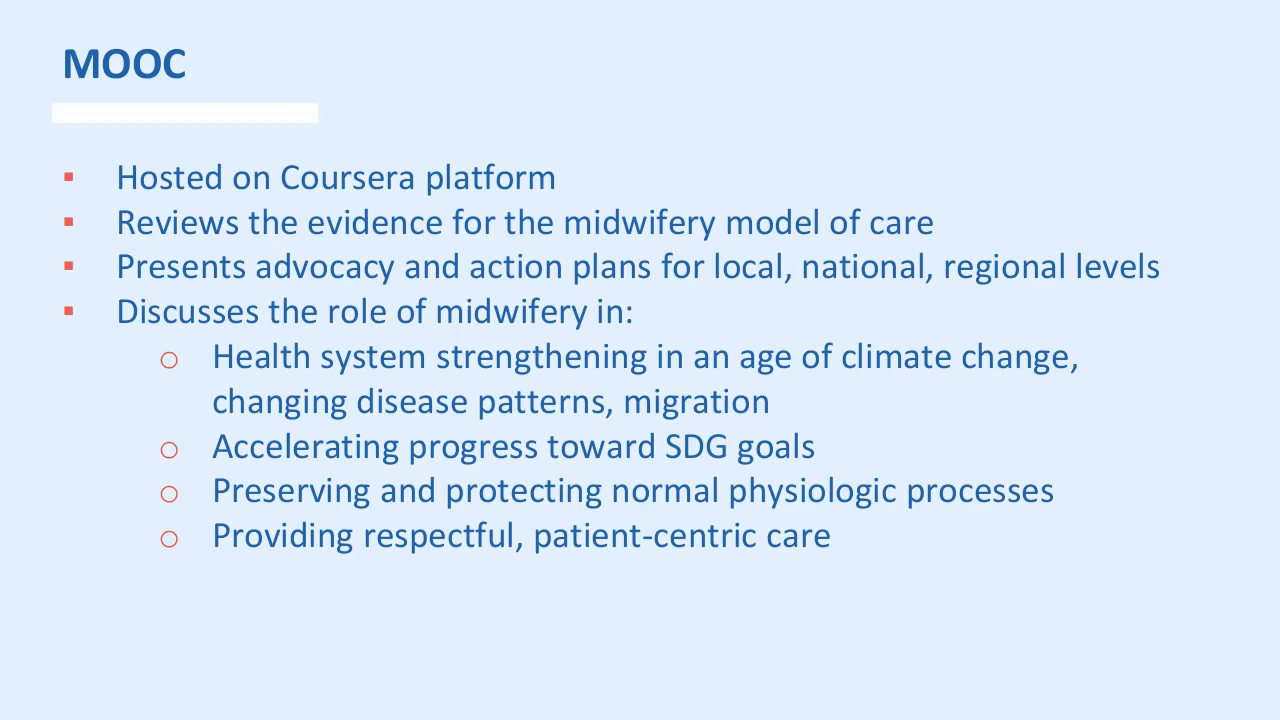 MOOC
▪ Hosted on Coursera platform
▪ Reviews the evidence for the midwifery model of care
▪ Presents advocacy and action plans for local, national, regional levels
▪ Discusses the role of midwifery in:
o Health system strengthening in an age of climate change,
changing disease patterns, migration
o Accelerating progress toward SDG goals
o Preserving and protecting normal physiologic processes
o Providing respectful, patient-centric care